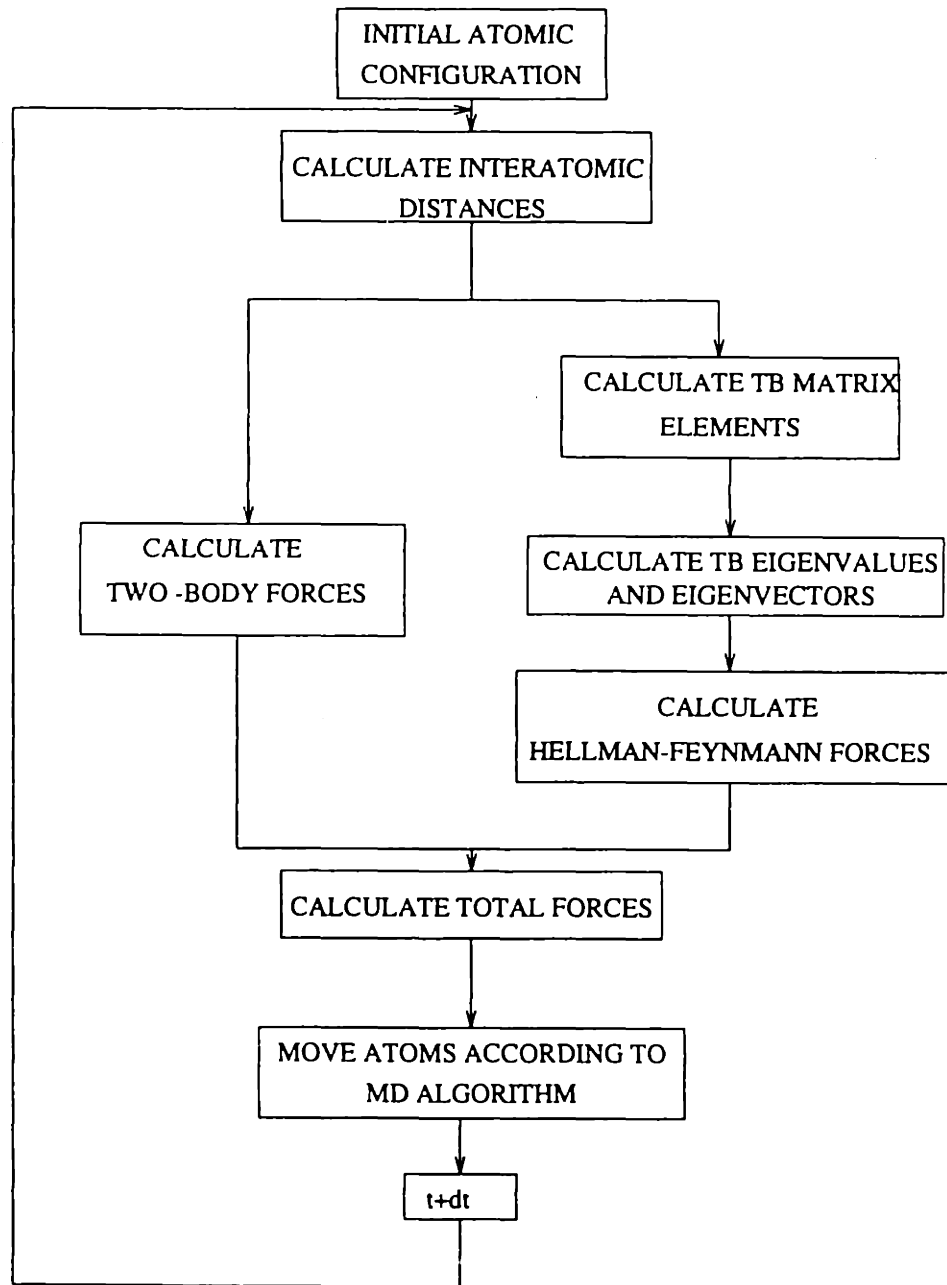 INITIAL ATOMIC
CONFIGURATION
CALCULATE INTERATOMIC
DISTANCES
CALCULATE TB MATRIX
ELEMENTS
CALCULATE
TWO -BODY FORCES
CALCULATE TB EIGENVALUES
AND EIGENVECTORS
CALCULATE
HELLMAN-FEYNMANN FORCES
CALCULATE TOTAL FORCES
MOVE ATOMS ACCORDING TO
MD ALGORITHM
t+dt